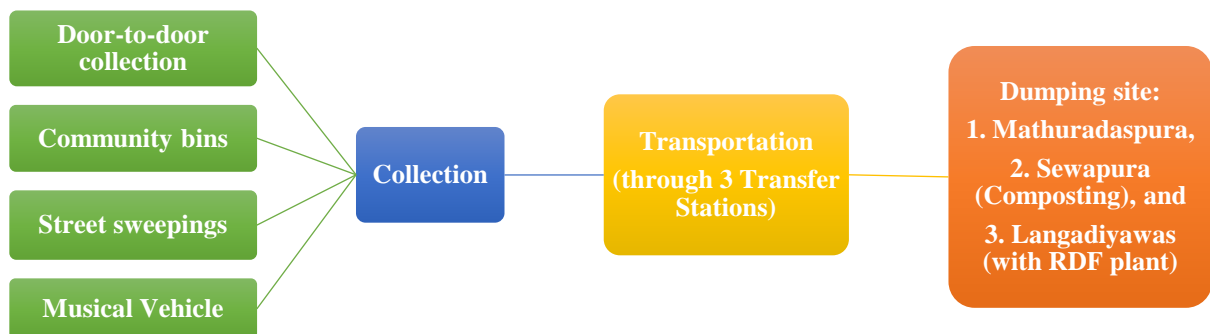 Door-to-door
collection
Community bins
Street sweepings
Musical Vehicle
Collection
Transportation
(through 3 Transfer
Stations)
Dumping site:
1. Mathuradaspura,
2. Sewapura
(Composting), and
3. Langadiyawas
(with RDF plant)